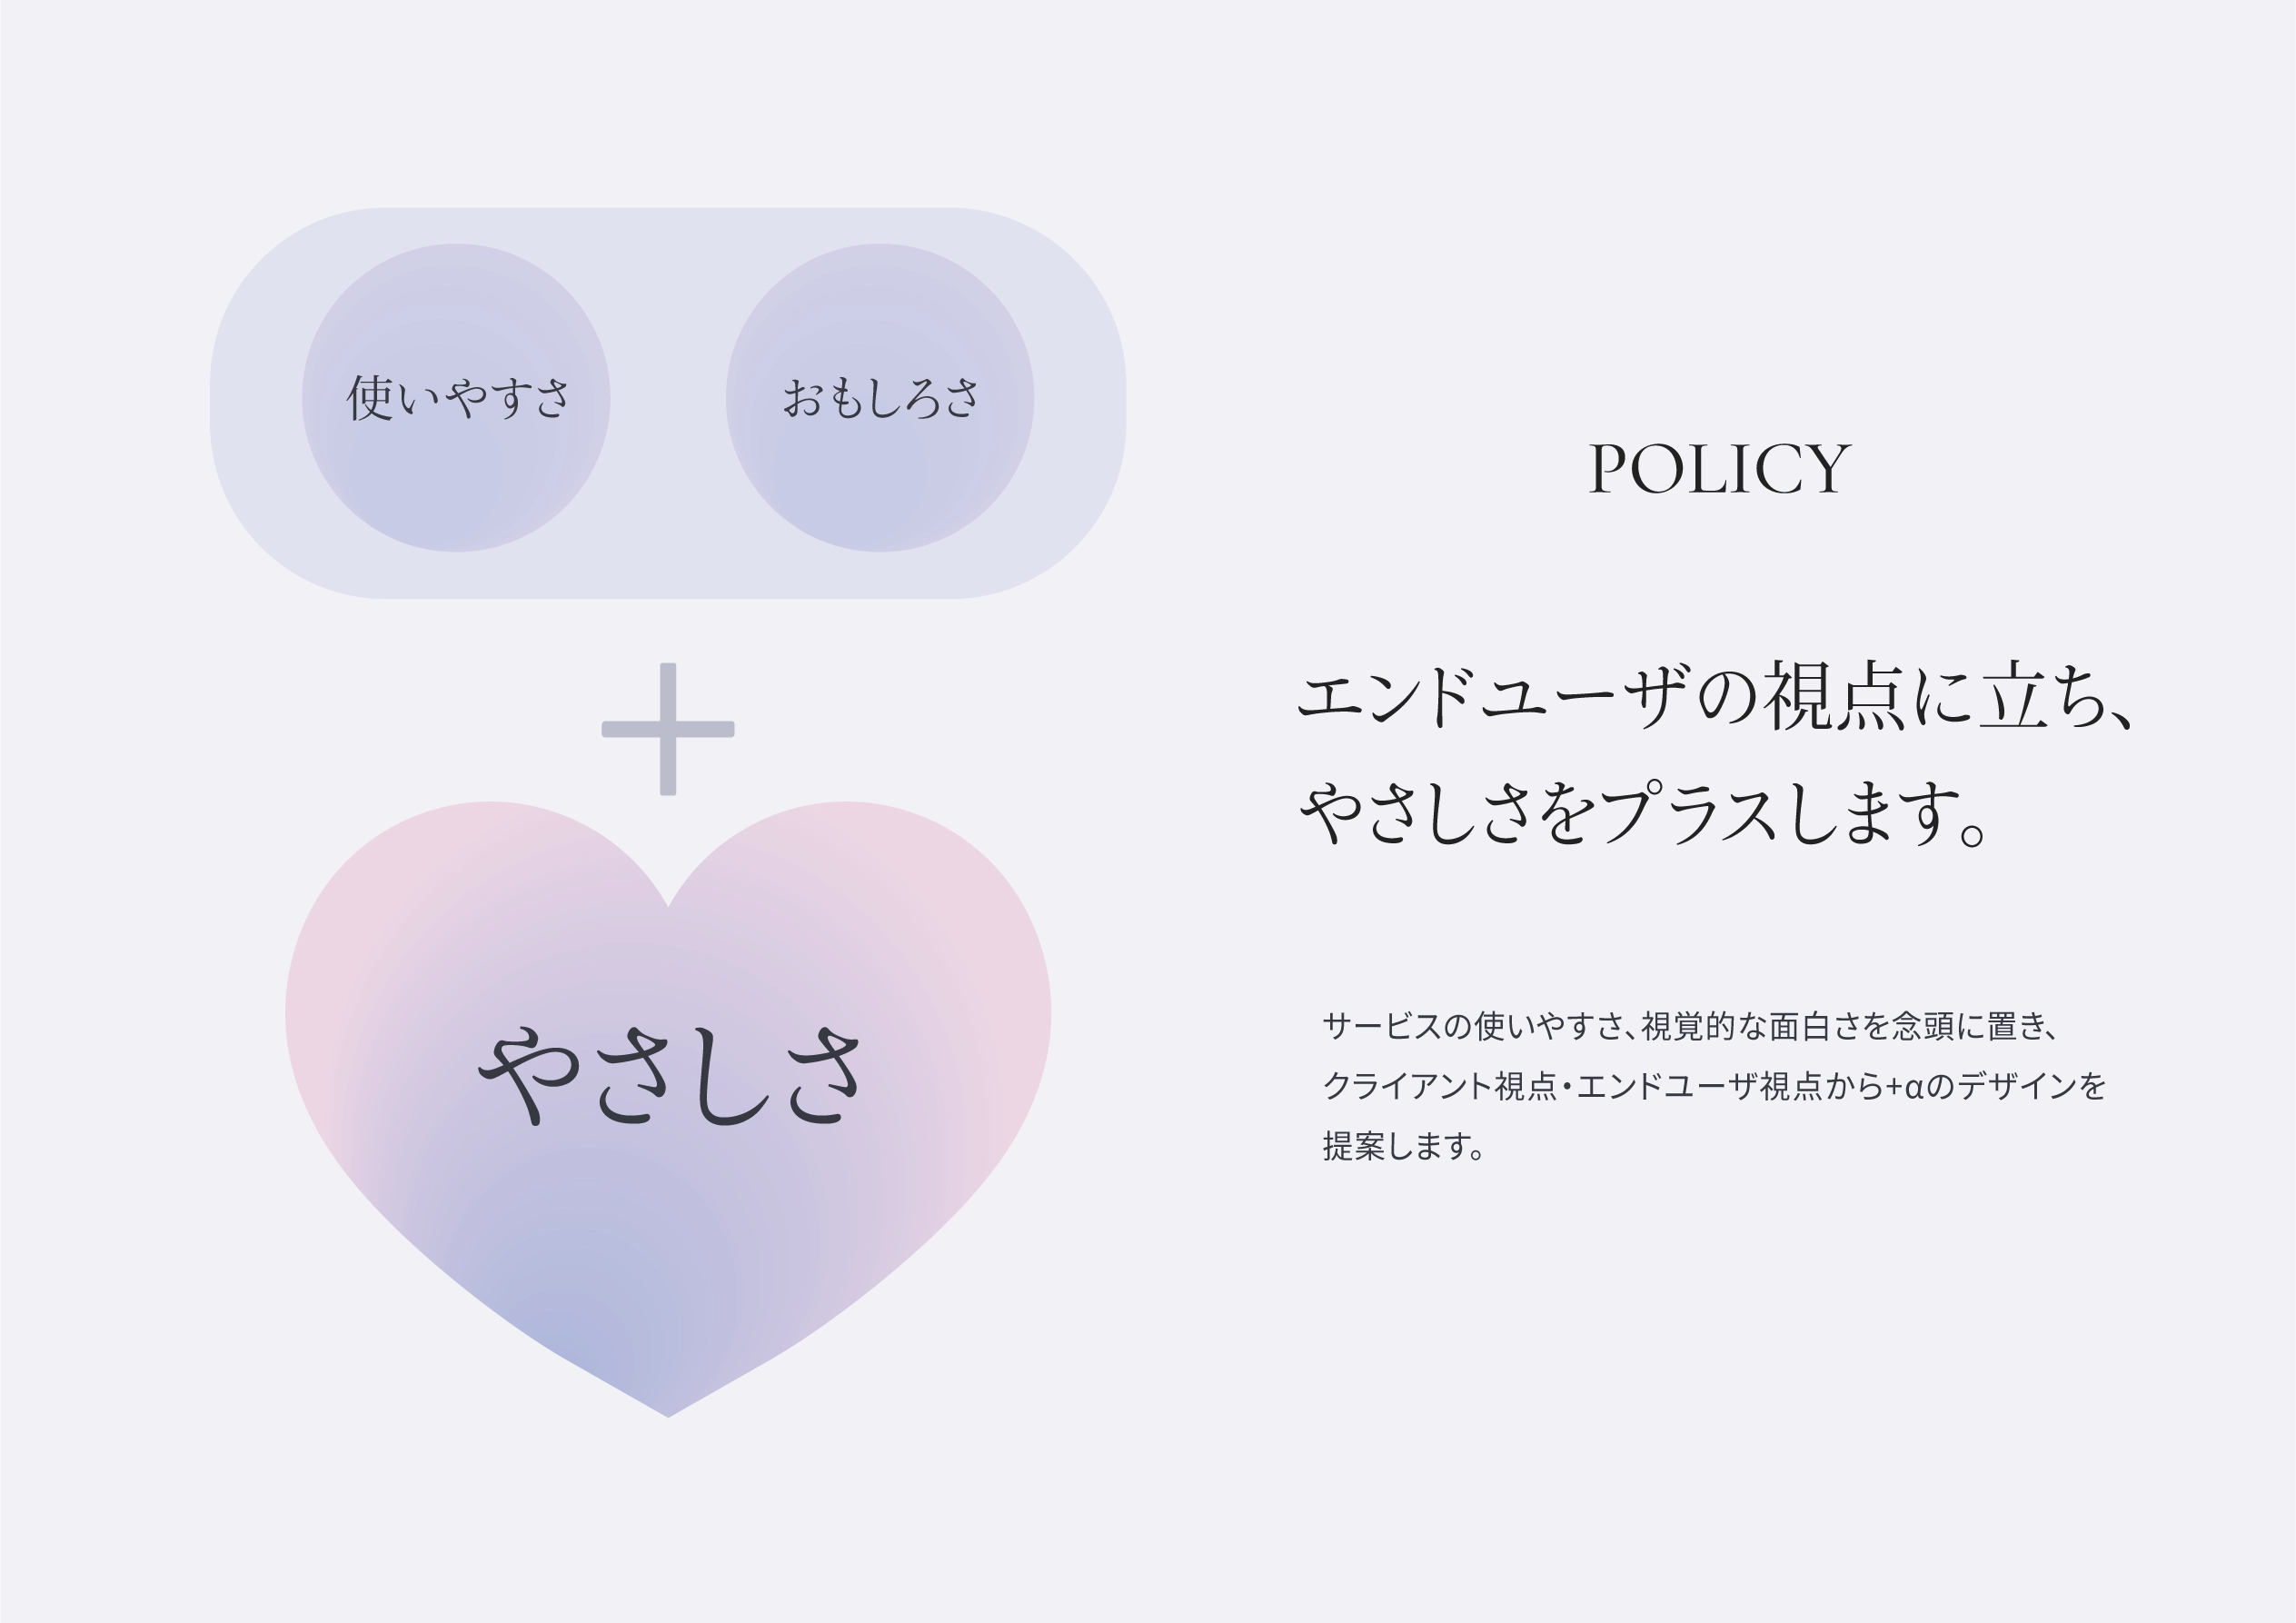 使いやすさ
おもしろさ
やさしさ
POLICY
エンドユーザの視点に立ち、
やさしさをプラスします。
サービスの使いやすさ、視覚的な面白さを念頭に置き、
クライアント視点・エンドユーザ視点から+αのデザインを
提案します。